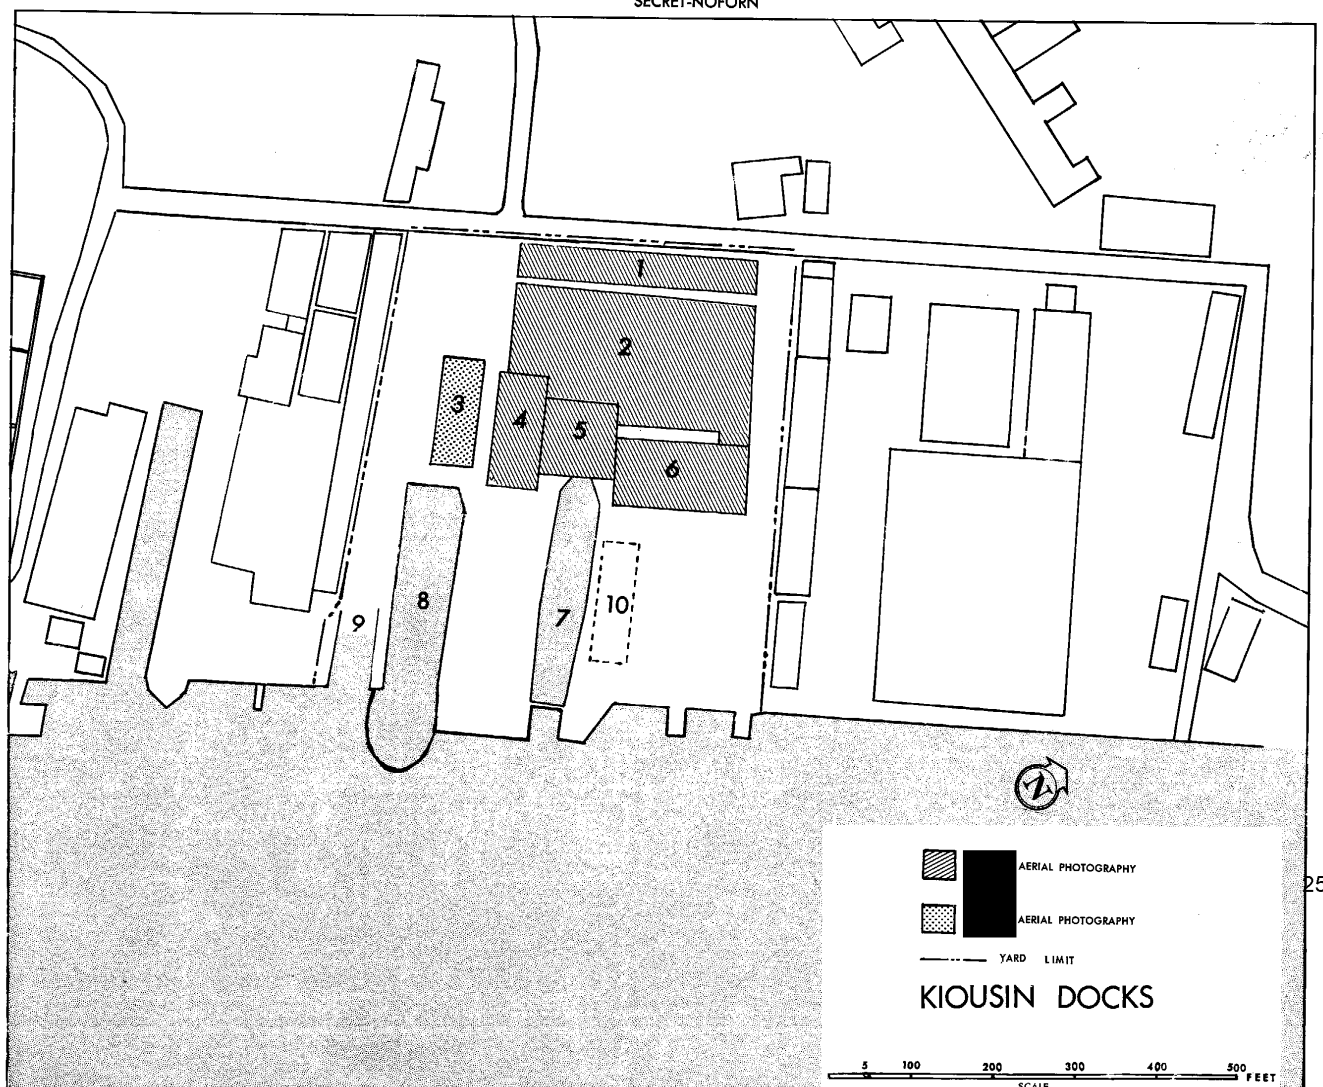 SECRET-NOFORN
1
2
3
4
5
6
7
8
9
10
N
AERIAL PHOTOGRAPHY
25
AERIAL PHOTOGRAPHY
YARD LIMIT
KIOUSIN DOCKS
5 100 200 300 400 500 FEET
SCALE